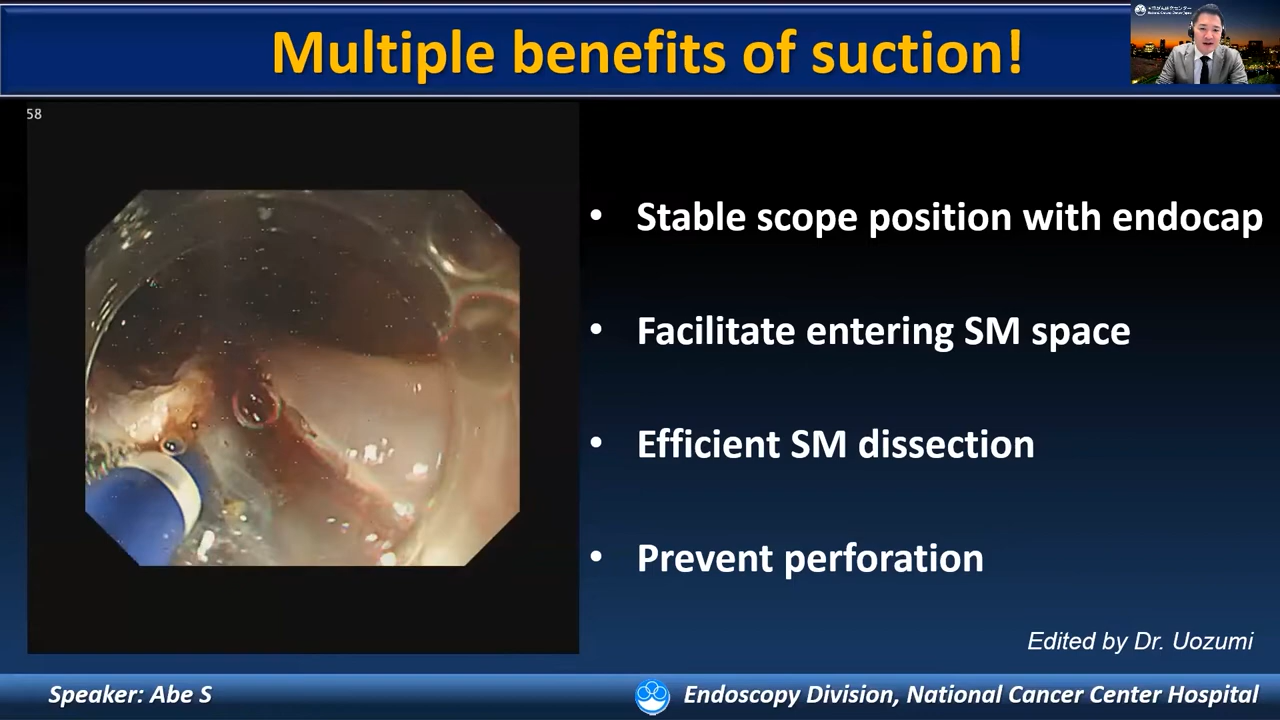 Multiple benefits of suction!
58
• Stable scope position with endocap
• Facilitate entering SM space
• Efficient SM dissection
• Prevent perforation
Edited by Dr. Uozumi
Speaker: Abe S
Endoscopy Division, National Cancer Center Hospital